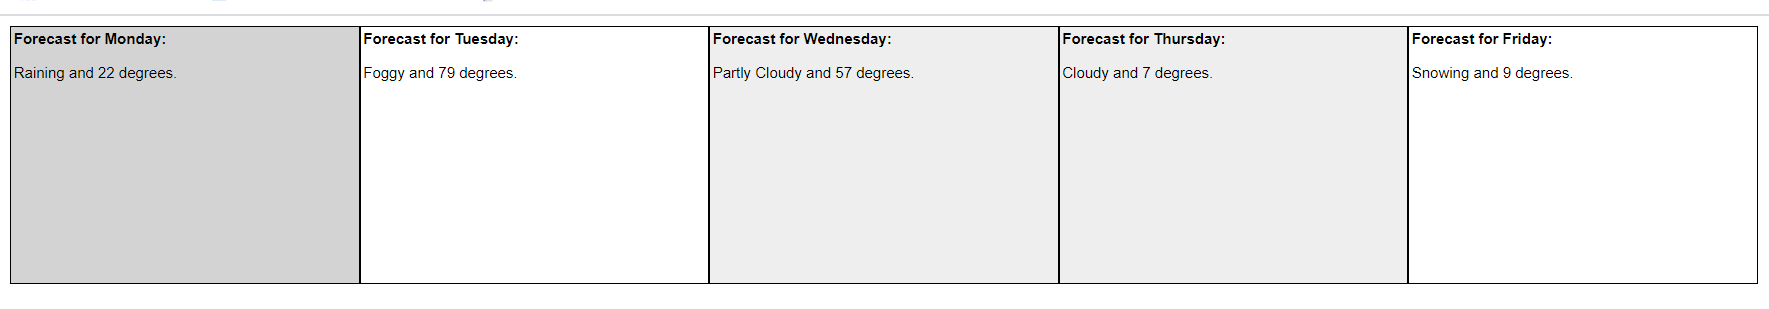 Forecast for Monday:
Raining and 22 degrees.
Forecast for Tuesday:
Foggy and 79 degrees.
Forecast for Wednesday:
Partly Cloudy and 57 degrees.
Forecast for Thursday:
Cloudy and 7 degrees.
Forecast for Friday:
Snowing and 9 degrees.